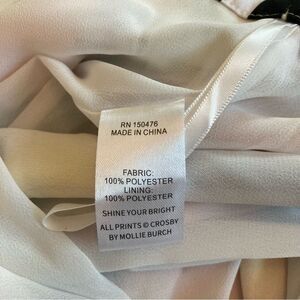 RN 150476
MADE IN CHINA
FABRIC:
100% POLYESTER
LINING:
100% POLYESTER
SHINE YOUR BRIGHT
ALL PRINTS © CROSBY
BY MOLLIE BURCH